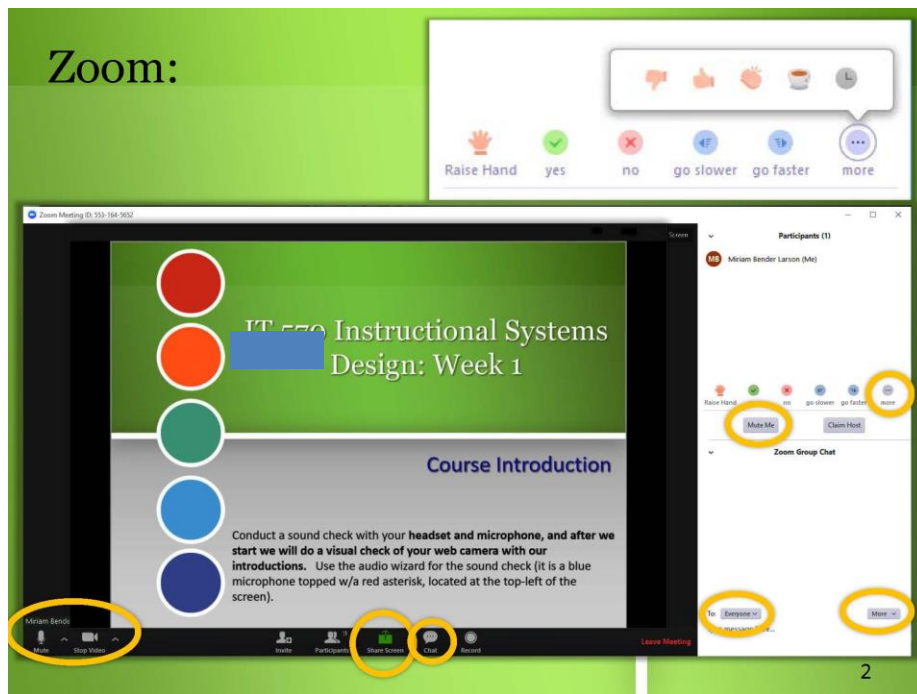 Zoom:
Raise Hand yes no go slower go faster more
Zoom Meeting ID: 553-164-5652
Screen
Participants (1)
MB Miriam Bender Larson (Me)
Instructional Systems
Design: Week 1
Course Introduction
Conduct a sound check with your headset and microphone, and after we
start we will do a visual check of your web camera with our
introductions. Use the audio wizard for the sound check (it is a blue
microphone topped w/a red asterisk, located at the top-left of the
screen).
Raise Hand no go slower go faster more
Mute Me Claim Host
Zoom Group Chat
To: Everyone More
message
Miriam Bende
Mute Stop Video Invite Participants Share Screen Chat Record Leave Meeting
2